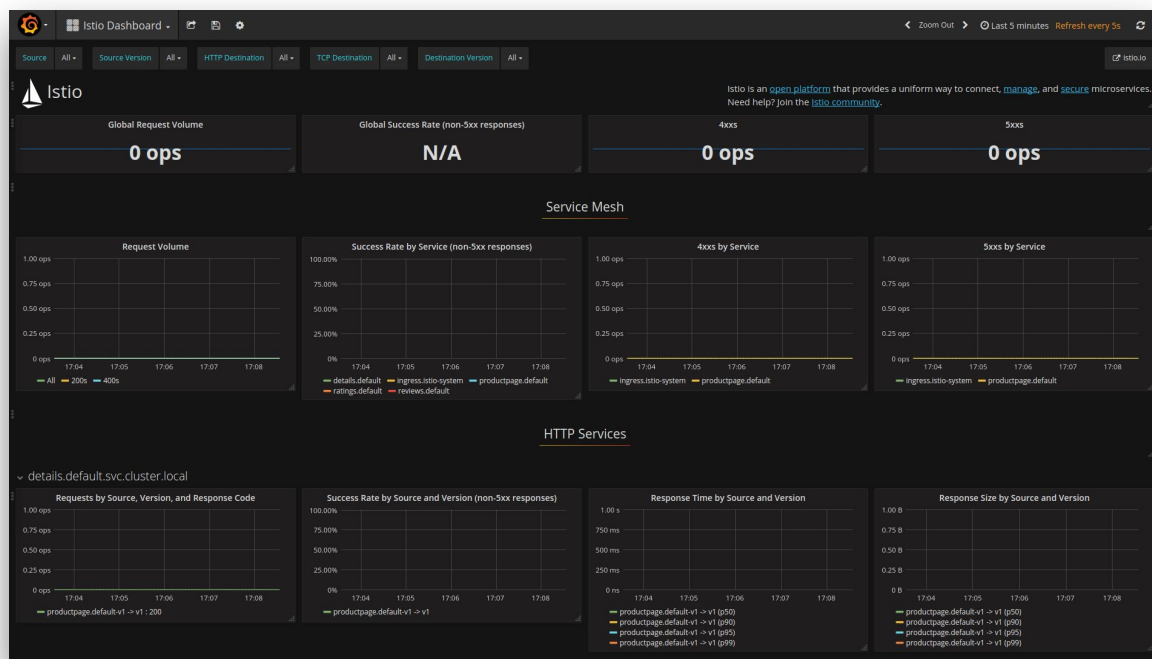 Istio Dashboard
Zoom Out
Last 5 minutes Refresh every 5s
Source All Source Version All HTTP Destination All TCP Destination All Destination Version All istio.io
Istio
Istio is an open platform that provides a uniform way to connect, manage, and secure microservices.
Need help? Join the Istio community.
Global Request Volume
0 ops
Global Success Rate (non-5xx responses)
N/A
4xxs
0 ops
5xxs
0 ops
Service Mesh
Request Volume
1.00 ops
0.75 ops
0.50 ops
0.25 ops
0 ops
17:04 17:05 17:06 17:07 17:08
All 200s 400s
Success Rate by Service (non-5xx responses)
100.00%
75.00%
50.00%
25.00%
0%
17:04 17:05 17:06 17:07 17:08
details.default ingress.istio-system productpage.default
ratings.default reviews.default
4xxs by Service
1.00 ops
0.75 ops
0.50 ops
0.25 ops
0 ops
17:04 17:05 17:06 17:07 17:08
ingress.istio-system productpage.default
5xxs by Service
1.00 ops
0.75 ops
0.50 ops
0.25 ops
0 ops
17:04 17:05 17:06 17:07 17:08
ingress.istio-system productpage.default
HTTP Services
details.default.svc.cluster.local
Requests by Source, Version, and Response Code
1.00 ops
0.75 ops
0.50 ops
0.25 ops
0 ops
17:04 17:05 17:06 17:07 17:08
productpage.default-v1 -> v1 : 200
Success Rate by Source and Version (non-5xx responses)
100.00%
75.00%
50.00%
25.00%
0%
17:04 17:05 17:06 17:07 17:08
productpage.default-v1 -> v1
Response Time by Source and Version
1.00 s
750 ms
500 ms
250 ms
0 ns
17:04 17:05 17:06 17:07 17:08
productpage.default-v1 -> v1 (p50)
productpage.default-v1 -> v1 (p90)
productpage.default-v1 -> v1 (p95)
productpage.default-v1 -> v1 (p99)
Response Size by Source and Version
1.00 B
0.75 B
0.50 B
0.25 B
0 B
17:04 17:05 17:06 17:07 17:08
productpage.default-v1 -> v1 (p50)
productpage.default-v1 -> v1 (p90)
productpage.default-v1 -> v1 (p95)
productpage.default-v1 -> v1 (p99)